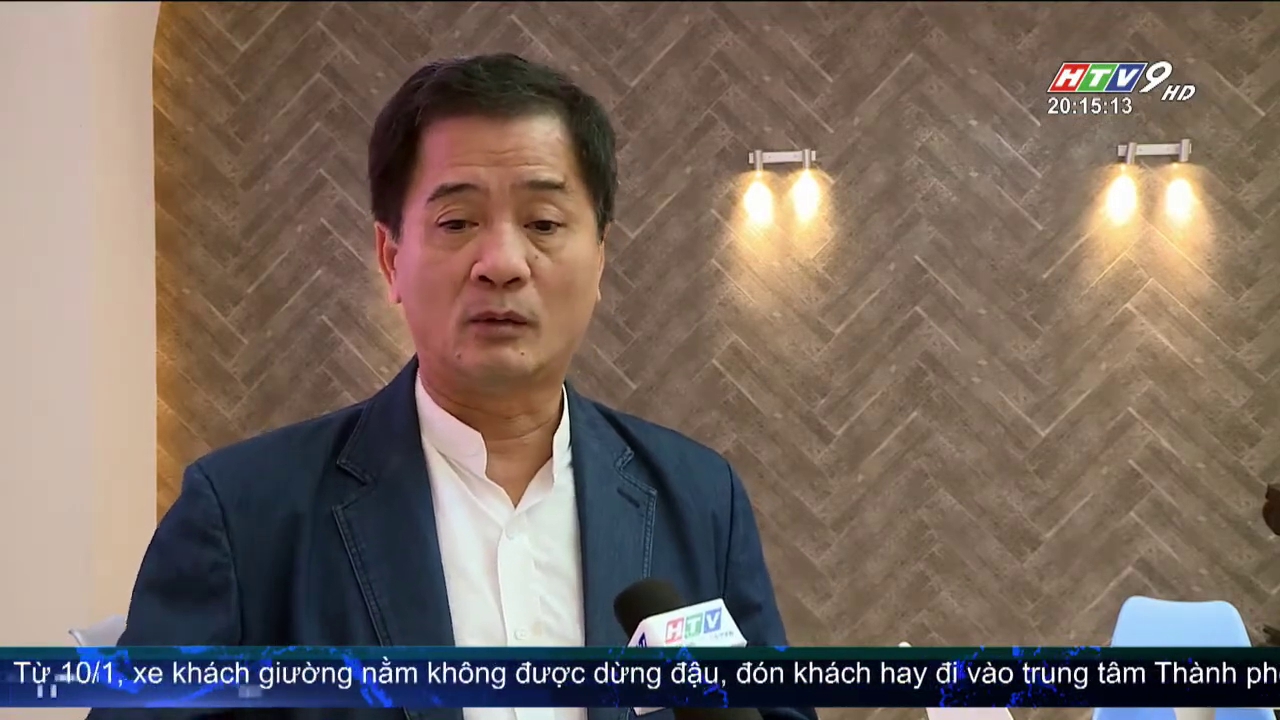 HTV9 HD
20:15:13
HTV
Từ 10/1, xe khách giường nằm không được dừng đậu, đón khách hay đi vào trung tâm Thành phố